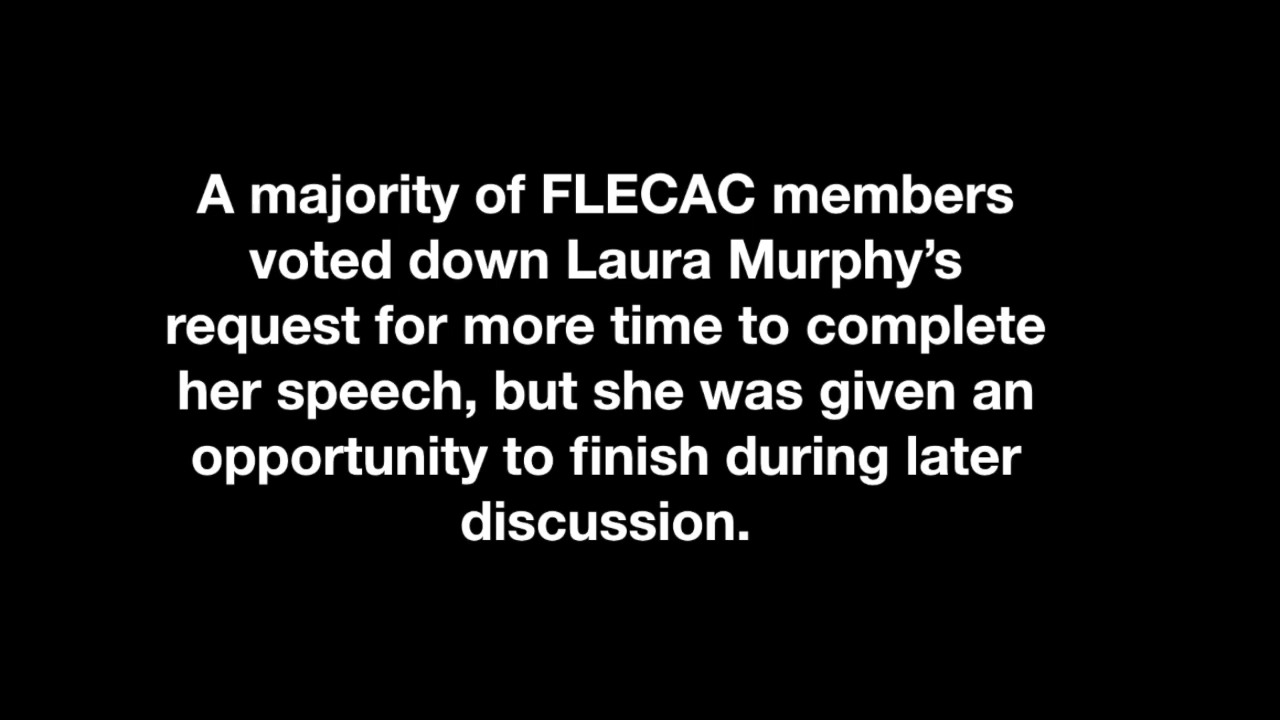 A majority of FLECAC members
voted down Laura Murphy’s
request for more time to complete
her speech, but she was given an
opportunity to finish during later
discussion.